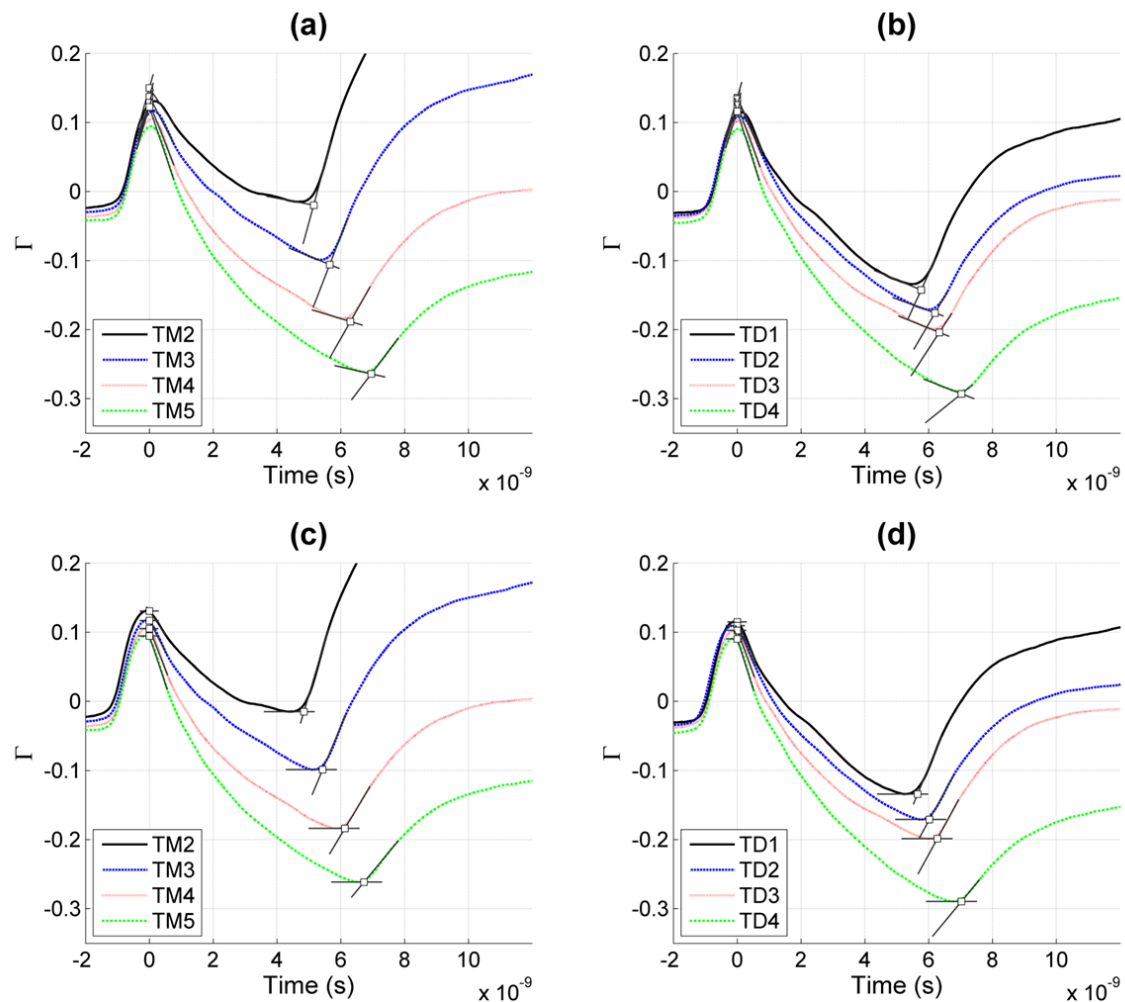 (a)
0.2
0.1
0
-0.1
-0.2
-0.3
Γ
TM2
TM3
TM4
TM5
-2 0 2 4 6 8 10
Time (s)
x 10-9
(b)
0.2
0.1
0
-0.1
-0.2
-0.3
Γ
TD1
TD2
TD3
TD4
-2 0 2 4 6 8 10
Time (s)
x 10-9
(c)
0.2
0.1
0
-0.1
-0.2
-0.3
Γ
TM2
TM3
TM4
TM5
-2 0 2 4 6 8 10
Time (s)
x 10-9
(d)
0.2
0.1
0
-0.1
-0.2
-0.3
Γ
TD1
TD2
TD3
TD4
-2 0 2 4 6 8 10
Time (s)
x 10-9